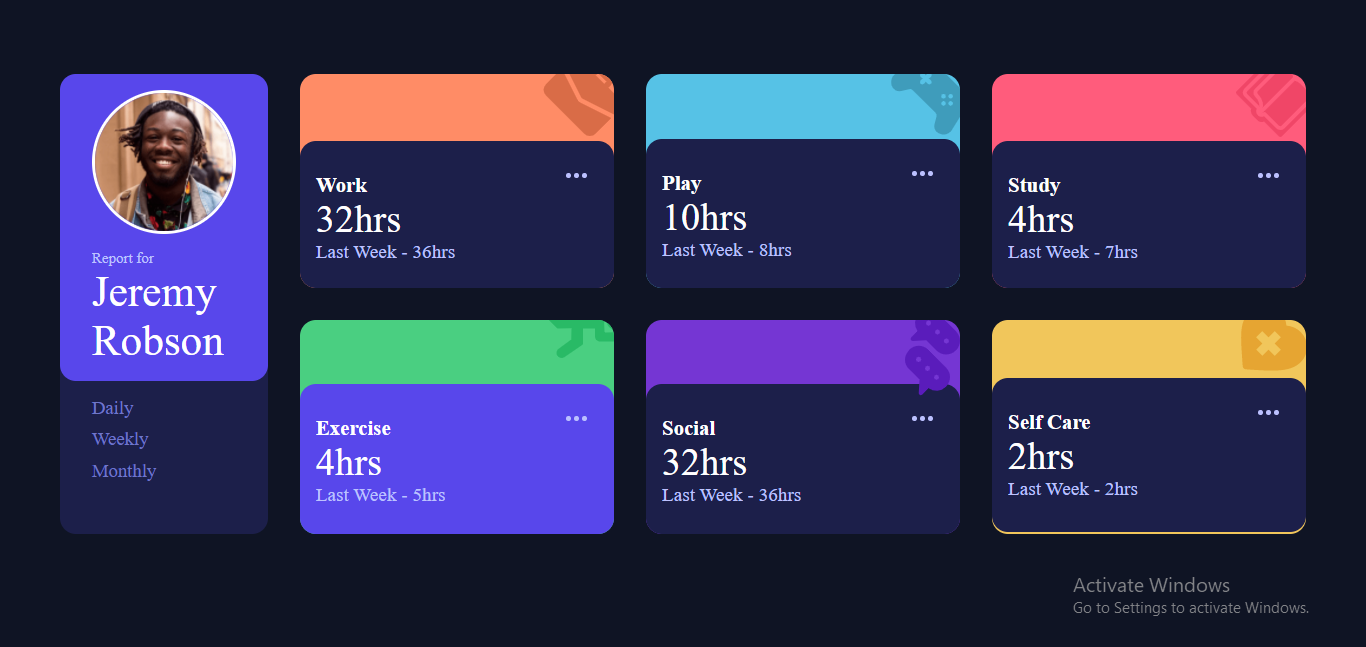 Report for
Jeremy
Robson
Daily
Weekly
Monthly
Work
32hrs
Last Week - 36hrs
Play
10hrs
Last Week - 8hrs
Study
4hrs
Last Week - 7hrs
Exercise
4hrs
Last Week - 5hrs
Social
32hrs
Last Week - 36hrs
Self Care
2hrs
Last Week - 2hrs
Activate Windows
Go to Settings to activate Windows.